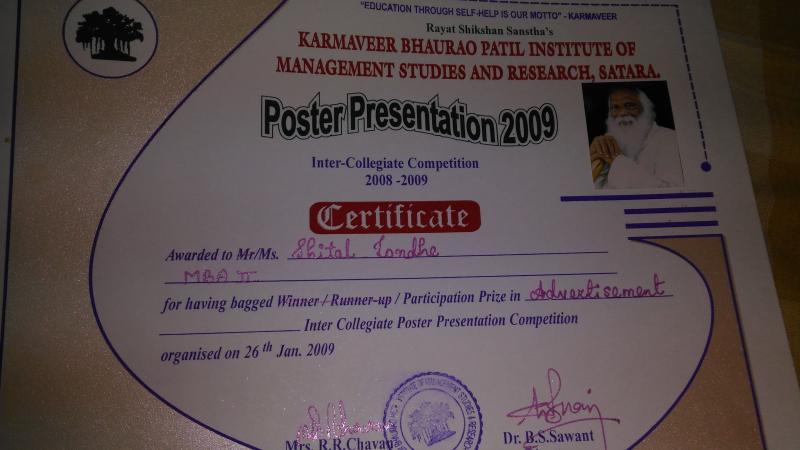 "EDUCATION THROUGH SELF-HELP IS OUR MOTTO" - KARMAVEER
Rayat Shikshan Sanstha's
KARMAVEER BHAURAO PATIL INSTITUTE OF
MANAGEMENT STUDIES AND RESEARCH, SATARA.
Poster Presentation 2009
Inter-Collegiate Competition
2008 -2009
Certificate
Awarded to Mr/Ms. Shital Londhe
MBA II
for having bagged Winner / Runner-up / Participation Prize in Advertisement
Inter Collegiate Poster Presentation Competition
organised on 26th Jan. 2009
Mrs. R.R.Chavan
Dr. B.S.Sawant